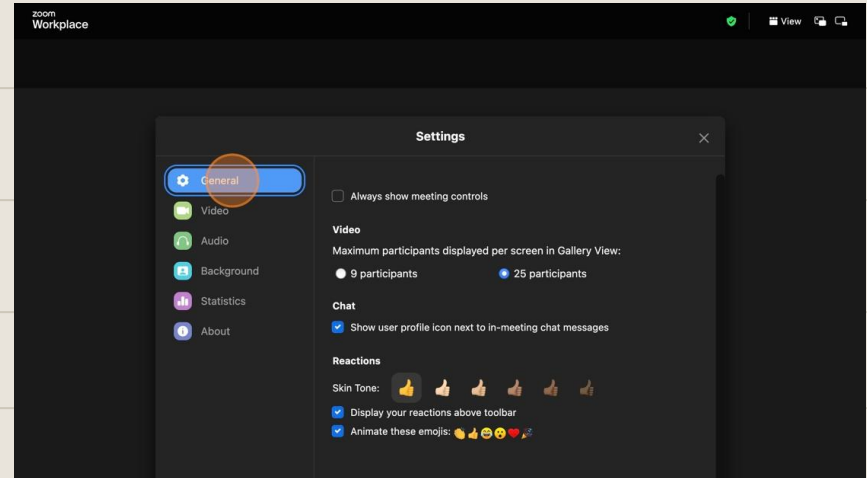 zoom
Workplace
View
Settings
General
Video
Audio
Background
Statistics
About
Always show meeting controls
Video
Maximum participants displayed per screen in Gallery View:
9 participants
25 participants
Chat
Show user profile icon next to in-meeting chat messages
Reactions
Skin Tone:
Display your reactions above toolbar
Animate these emojis: 👏👍😂😮❤️🎉